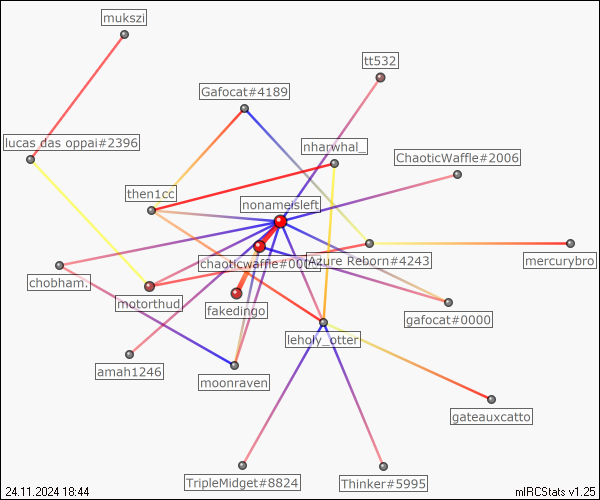 mukszi
tt532
Gafocat#4189
lucas das oppai#2396
nharwhal_
ChaoticWaffle#2006
then1cc
nonameisleft
chaoticwaffle#00
Azure Reborn#4243
mercurybro
chobham.
motorthud
fakedingo
gafocat#0000
leholy_otter
amah1246
moonraven
gateauxcatto
TripleMidget#8824
Thinker#5995
24.11.2024 18:44
mIRCStats v1.25